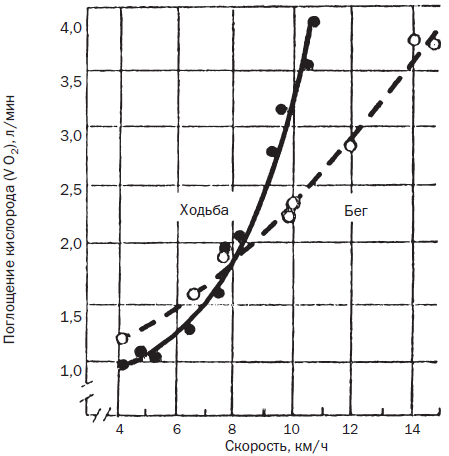 Поглощение кислорода (V O2), л/мин
4,0
3,5
3,0
2,5
2,0
1,5
1,0
Ходьба
Бег
4 6 8 10 12 14
Скорость, км/ч